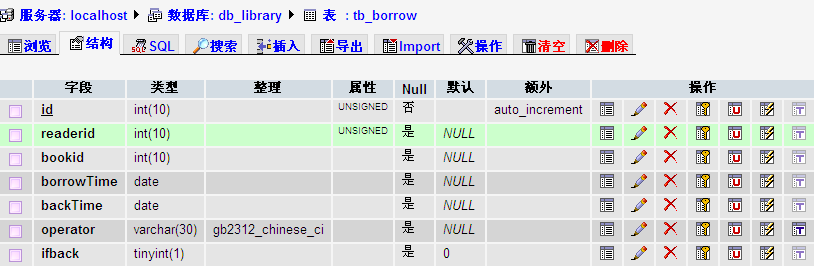 服务器: localhost 数据库: db_library 表 : tb_borrow
浏览 结构 SQL 搜索 插入 导出 Import 操作 清空 删除
字段 类型 整理 属性 Null 默认 额外 操作
id int(10) UNSIGNED 否 auto_increment
readerid int(10) UNSIGNED 是 NULL
bookid int(10) 是 NULL
borrowTime date 是 NULL
backTime date 是 NULL
operator varchar(30) gb2312_chinese_ci 是 NULL
ifback tinyint(1) 是 0